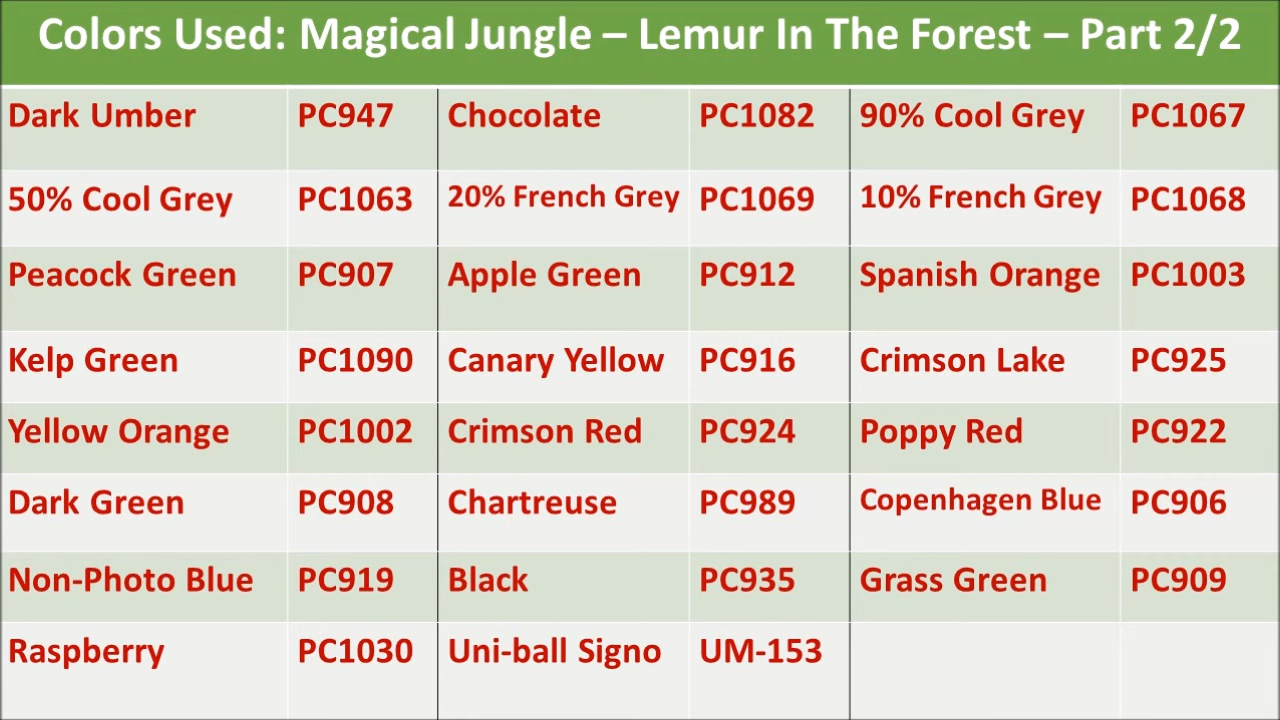 Colors Used: Magical Jungle – Lemur In The Forest – Part 2/2
Dark Umber PC947 Chocolate PC1082 90% Cool Grey PC1067
50% Cool Grey PC1063 20% French Grey PC1069 10% French Grey PC1068
Peacock Green PC907 Apple Green PC912 Spanish Orange PC1003
Kelp Green PC1090 Canary Yellow PC916 Crimson Lake PC925
Yellow Orange PC1002 Crimson Red PC924 Poppy Red PC922
Dark Green PC908 Chartreuse PC989 Copenhagen Blue PC906
Non-Photo Blue PC919 Black PC935 Grass Green PC909
Raspberry PC1030 Uni-ball Signo UM-153